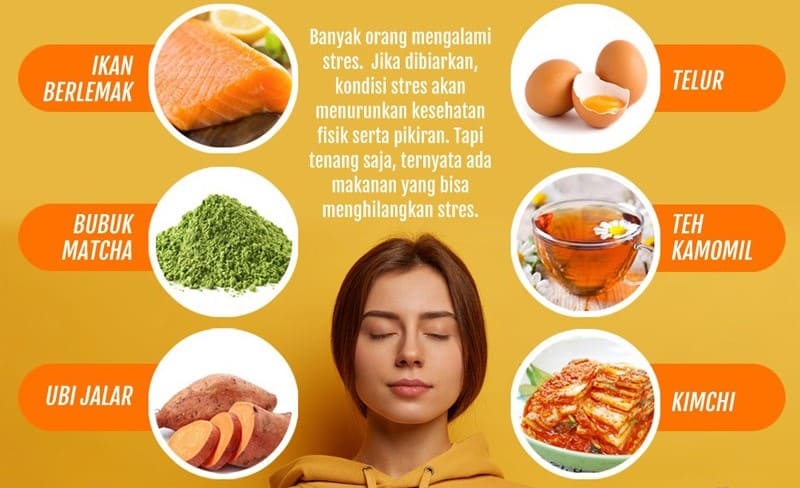 Banyak orang mengalami
stres. Jika dibiarkan,
kondisi stres akan
menurunkan kesehatan
fisik serta pikiran. Tapi
tenang saja, ternyata ada
makanan yang bisa
menghilangkan stres.
IKAN
BERLEMAK
TELUR
BUBUK
MATCHA
TEH
KAMOMIL
UBI JALAR
KIMCHI